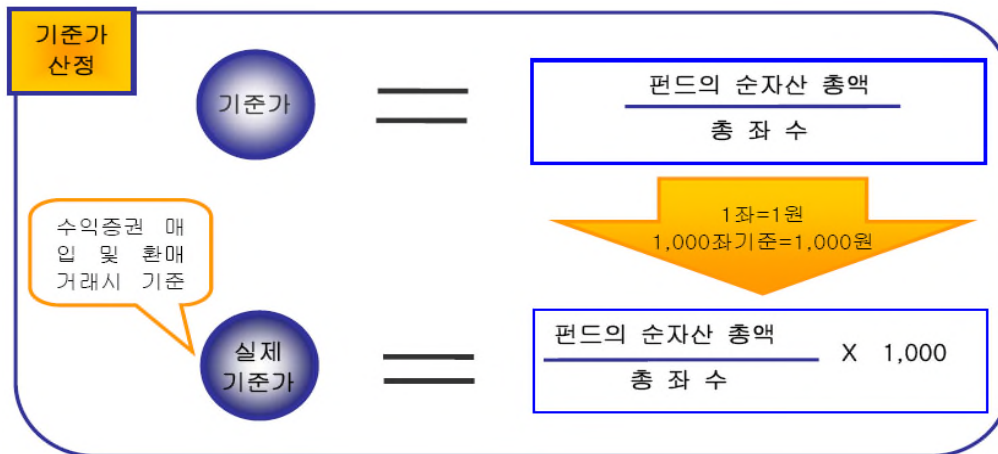 기준가
산정
기준가
펀드의 순자산 총액
총 좌 수
1좌=1원
1,000좌기준=1,000원
수익증권 매
입 및 환매
거래시 기준
실제
기준가
펀드의 순자산 총액
총 좌 수
X 1,000